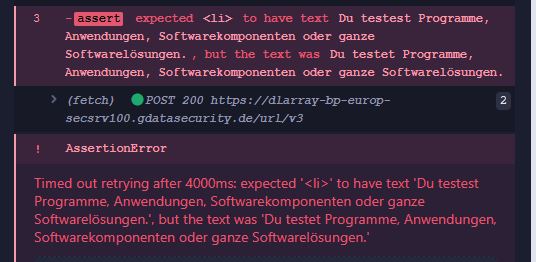 3 -assert expected <li> to have text Du testest Programme,
Anwendungen, Softwarekomponenten oder ganze
Softwarelösungen. , but the text was Du testet Programme,
Anwendungen, Softwarekomponenten oder ganze Softwarelösungen.
(fetch) POST 200 https://dlarray-bp-europ- 2
secsrv100.gdatasecurity.de/url/v3
! AssertionError
Timed out retrying after 4000ms: expected '<li>' to have text 'Du testest
Programme, Anwendungen, Softwarekomponenten oder ganze
Softwarelösungen.', but the text was 'Du testet Programme, Anwendungen,
Softwarekomponenten oder ganze Softwarelösungen.'